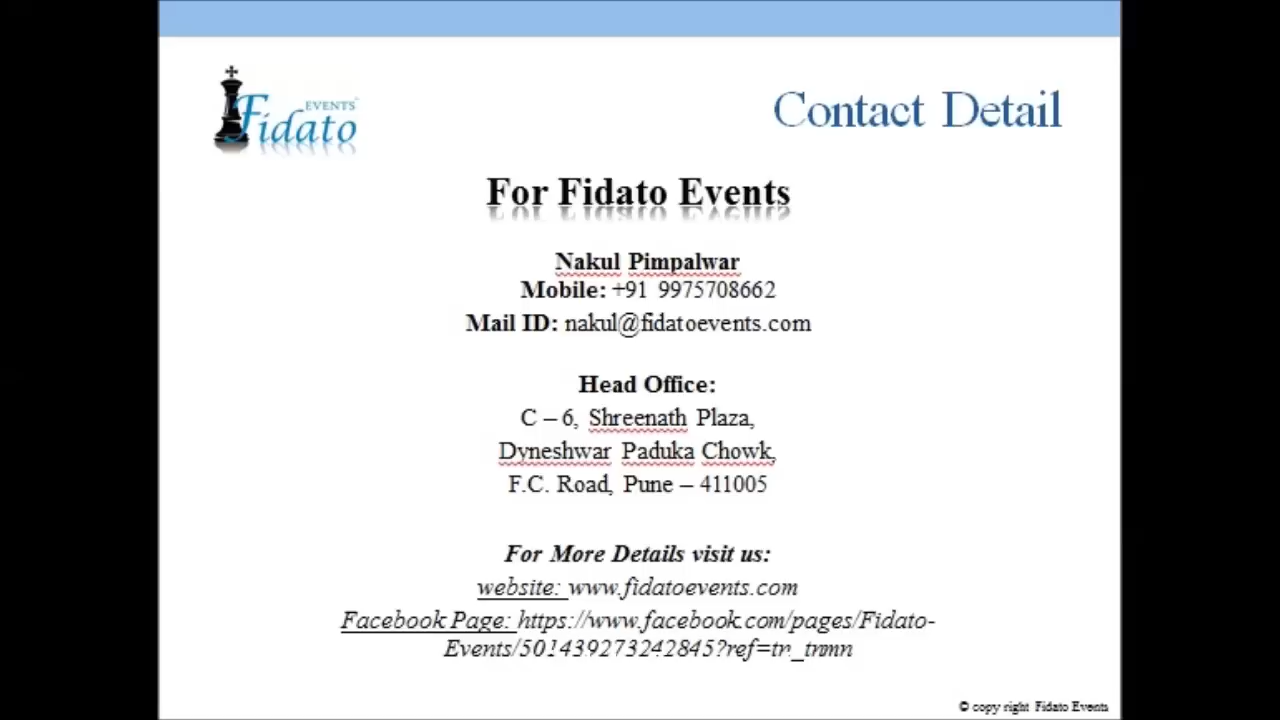 EVENTS
Fidato
Contact Detail
For Fidato Events
Nakul Pimpalwar
Mobile: +91 9975708662
Mail ID: nakul@fidatoevents.com
Head Office:
C – 6, Shreenath Plaza,
Dyneshwar Paduka Chowk,
F.C. Road, Pune – 411005
For More Details visit us:
website: www.fidatoevents.com
Facebook Page: https://www.facebook.com/pages/Fidato-
Events/501439273242845?ref=tn_tnmn
© copy right Fidato Events